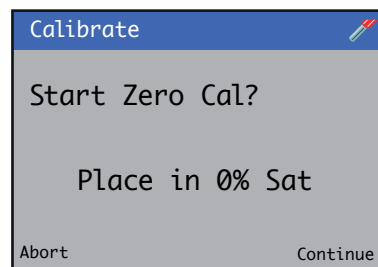 Calibrate
Start Zero Cal?
Place in 0% Sat
Abort Continue